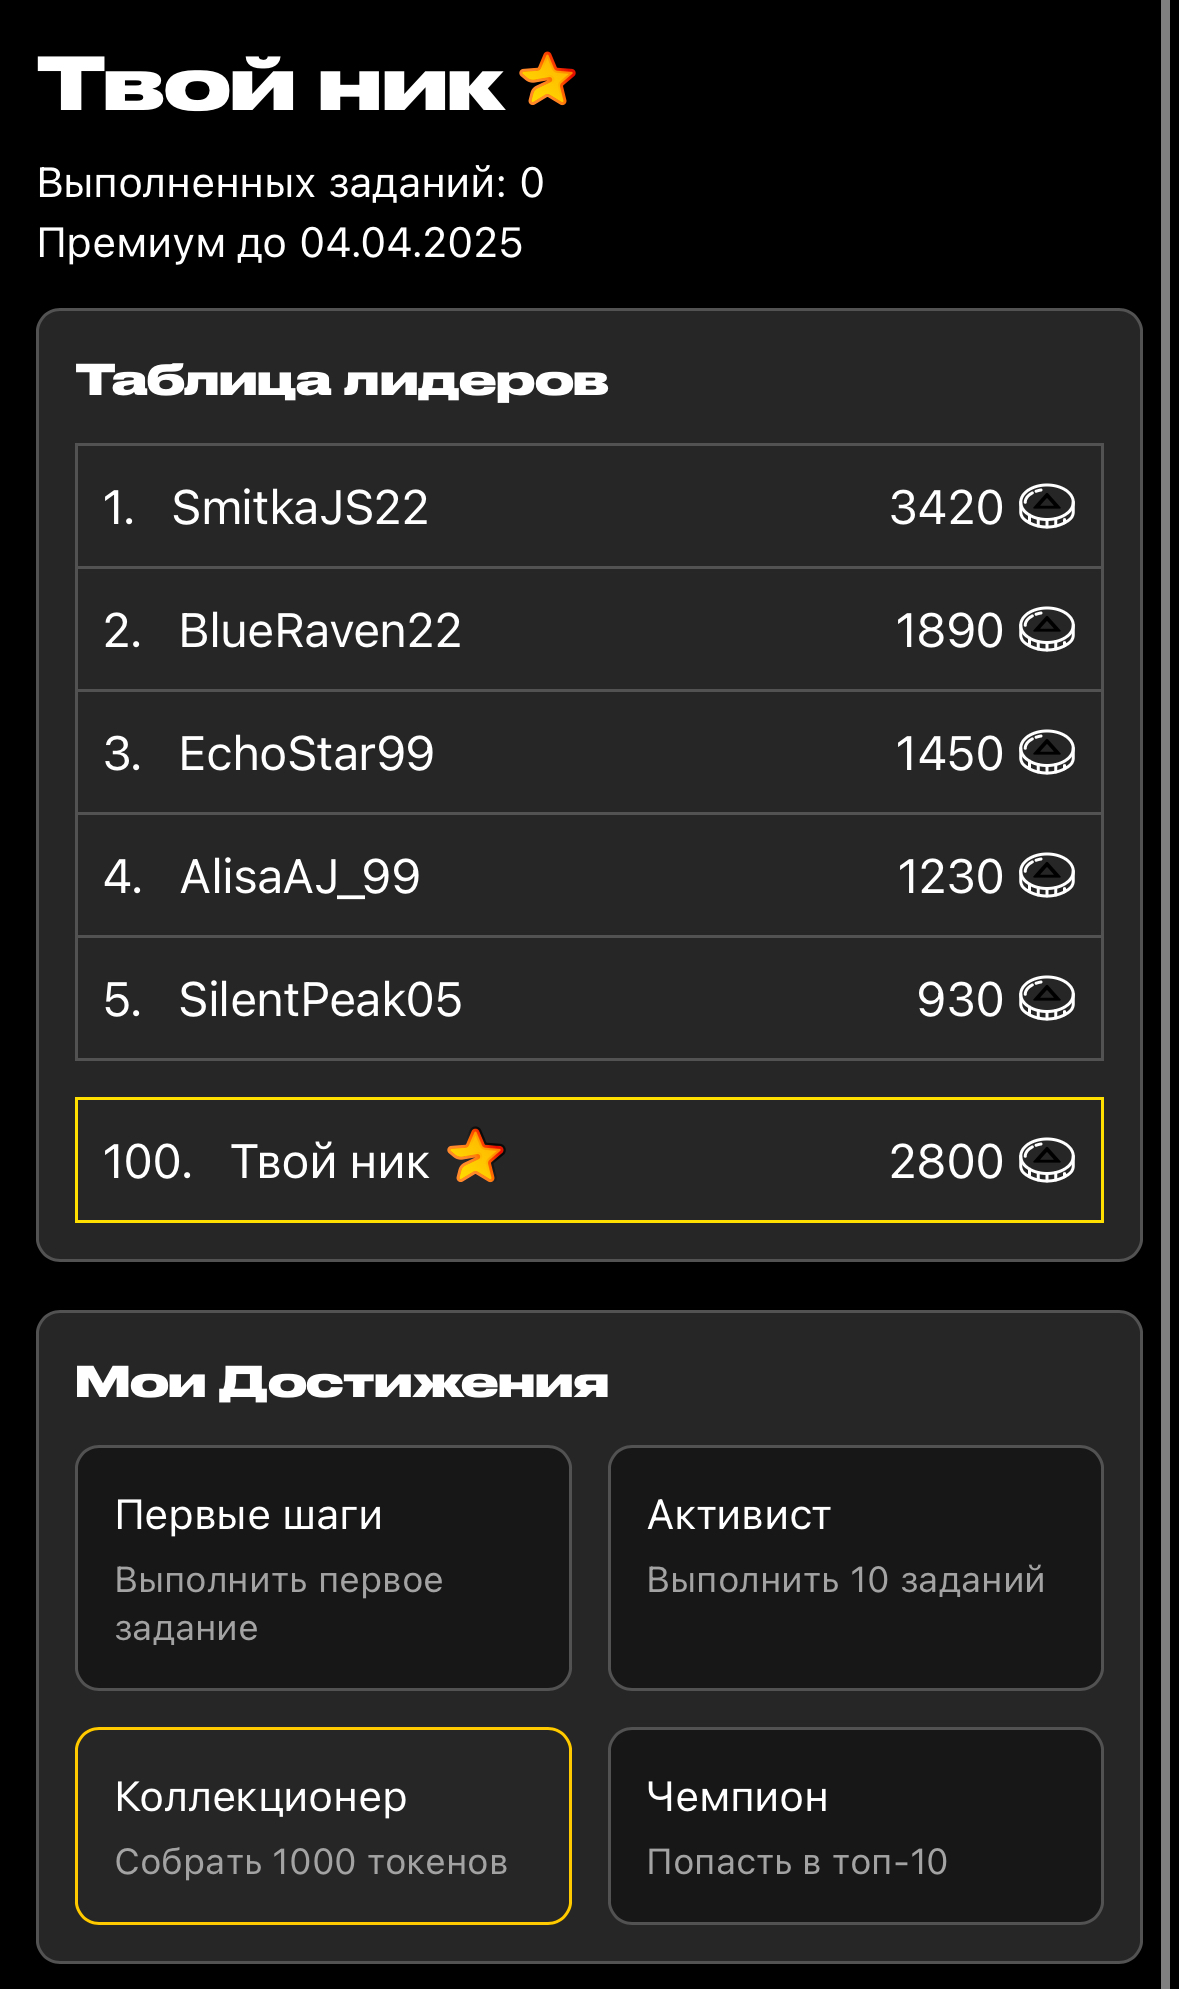 Твой ник
Выполненных заданий: 0
Премиум до 04.04.2025
Таблица лидеров
1. SmitkaJS22 3420
2. BlueRaven22 1890
3. EchoStar99 1450
4. AlisaAJ_99 1230
5. SilentPeak05 930
100. Твой ник 2800
Мои Достижения
Первые шаги
Выполнить первое
задание
Активист
Выполнить 10 заданий
Коллекционер
Собрать 1000 токенов
Чемпион
Попасть в топ-10